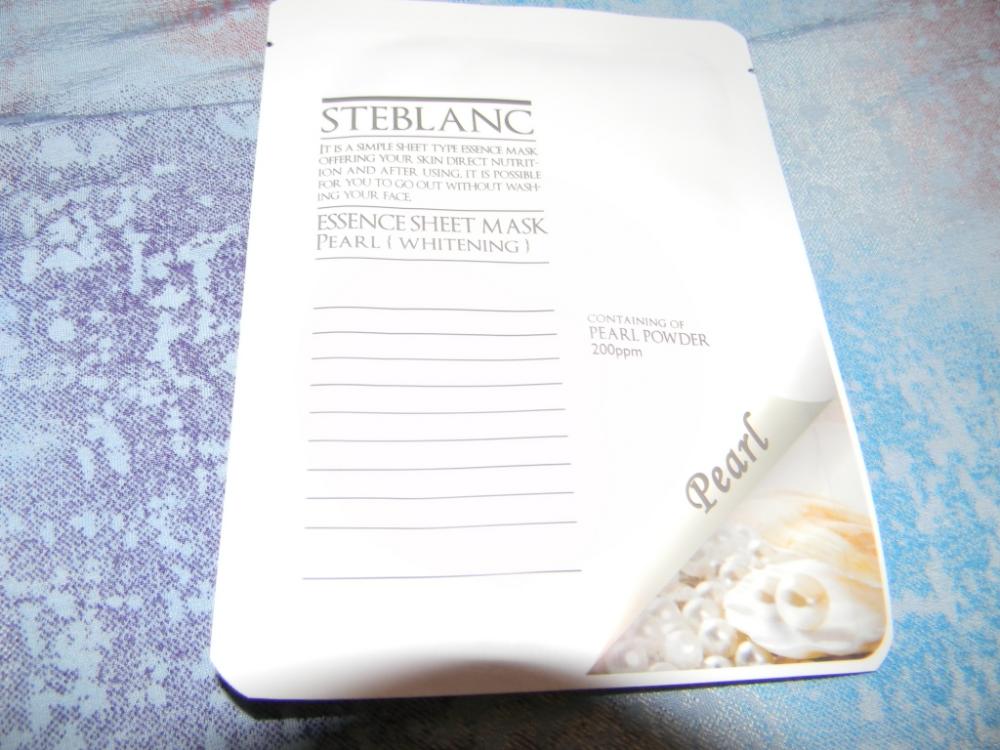 STEBLANC
IT IS A SIMPLE SHEET TYPE ESSENCE MASK
OFFERING YOUR SKIN DIRECT NUTRIT-
ION AND AFTER USING, IT IS POSSIBLE
FOR YOU TO GO OUT WITHOUT WASH-
ING YOUR FACE.
ESSENCE SHEET MASK
PEARL { WHITENING }
CONTAINING OF
PEARL POWDER
200ppm
Pearl